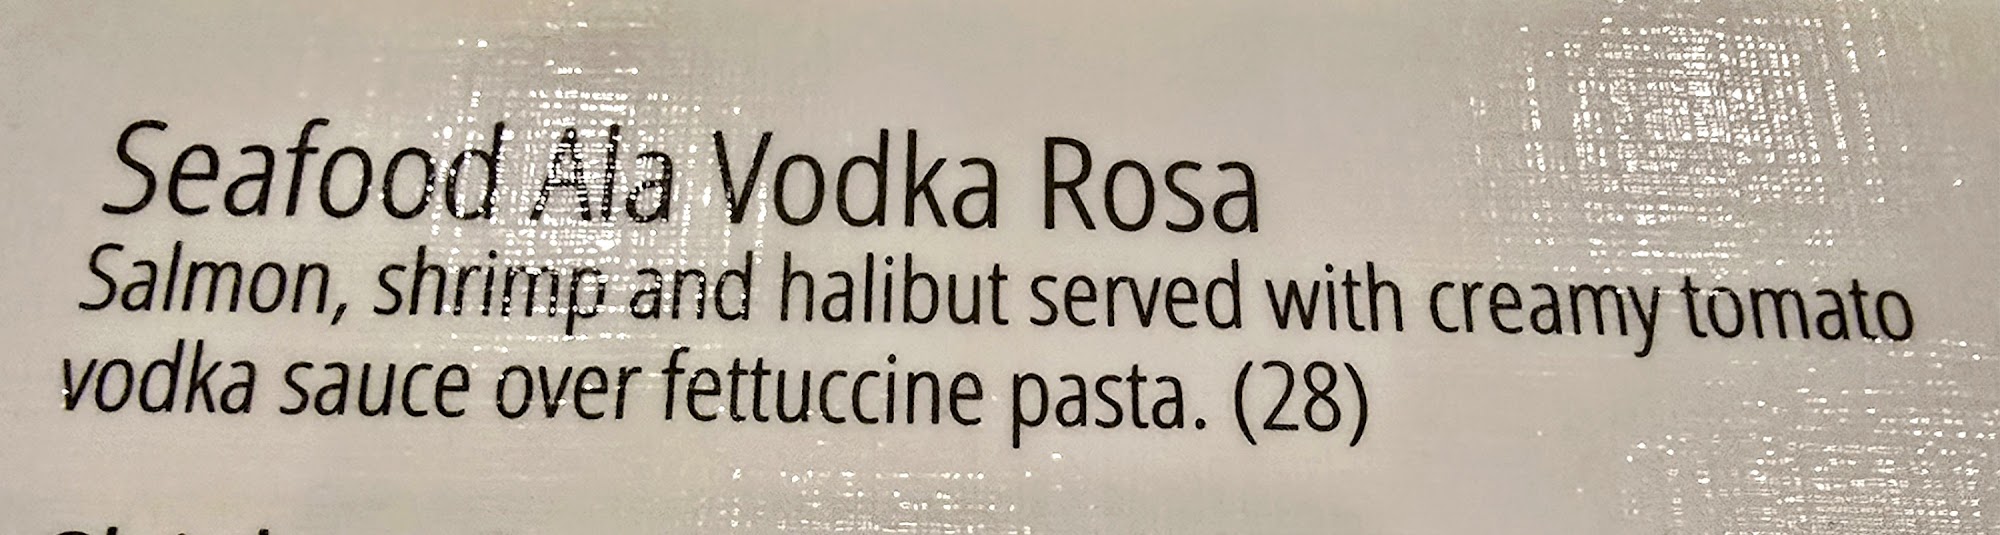 Seafood Ala Vodka Rosa
Salmon, shrimp and halibut served with creamy tomato
vodka sauce over fettuccine pasta. (28)